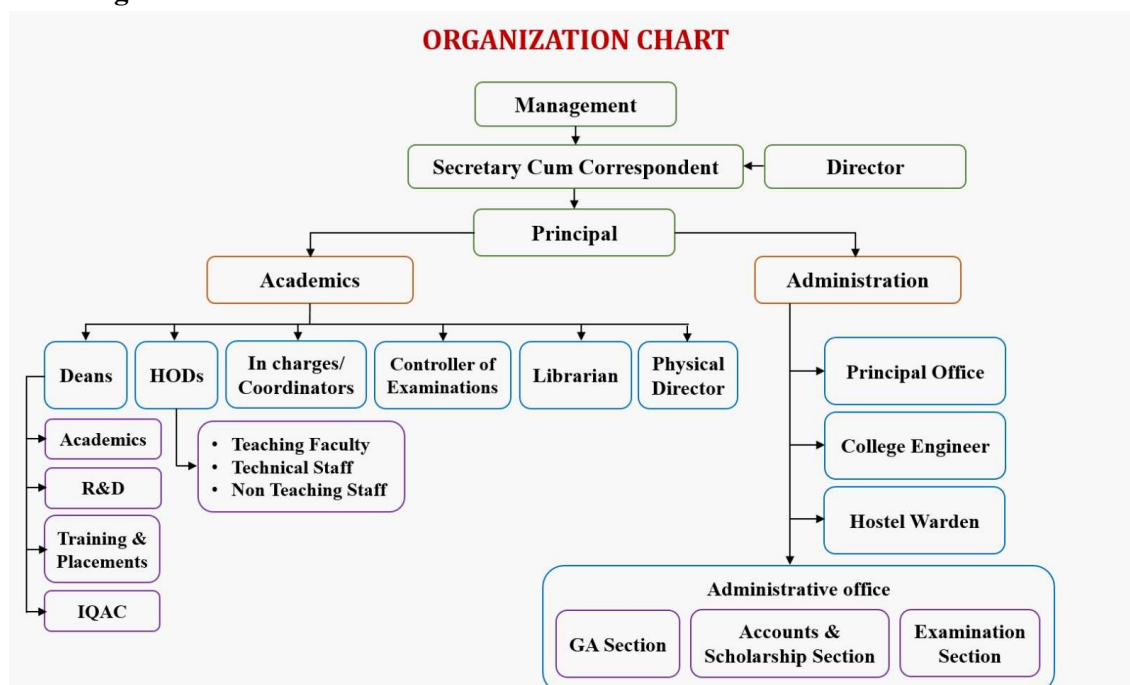 ORGANIZATION CHART
Management
Secretary Cum Correspondent
Director
Principal
Academics
Administration
Deans
HODs
In charges/
Coordinators
Controller of
Examinations
Librarian
Physical
Director
Principal Office
Academics
• Teaching Faculty
• Technical Staff
• Non Teaching Staff
College Engineer
R&D
Training &
Placements
Hostel Warden
IQAC
Administrative office
GA Section
Accounts &
Scholarship Section
Examination
Section